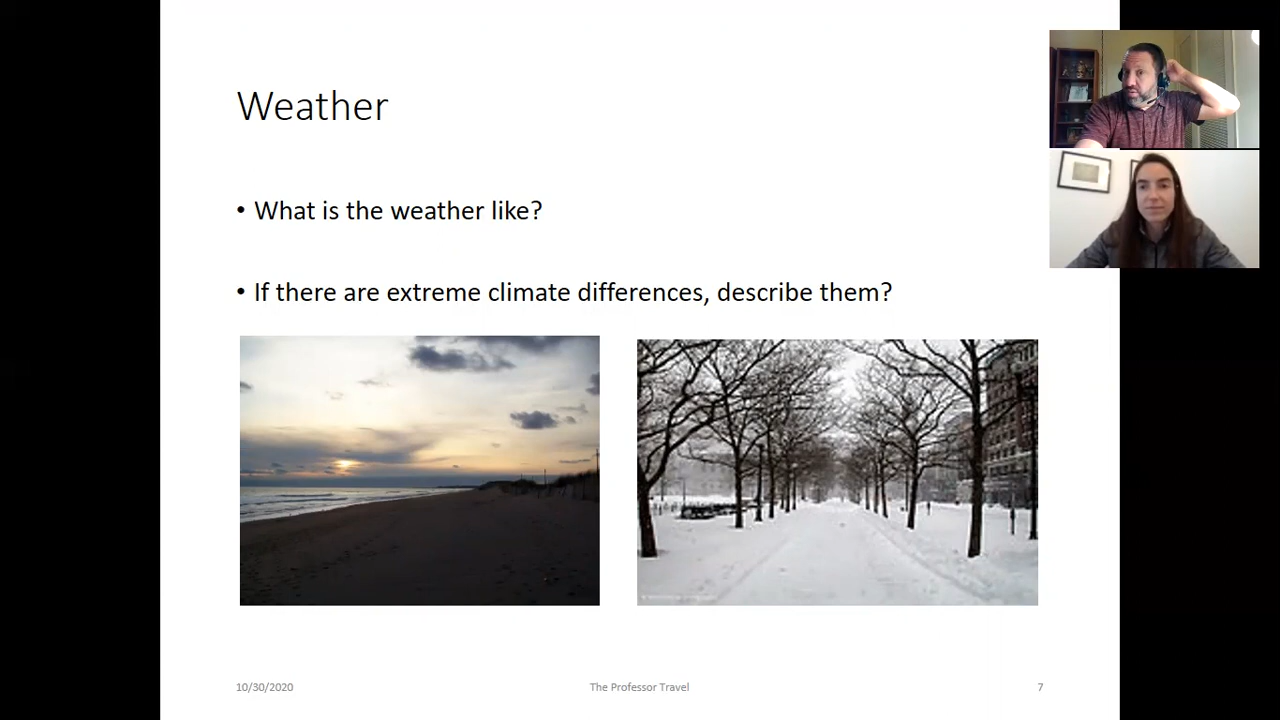 Weather
• What is the weather like?
• If there are extreme climate differences, describe them?
10/30/2020
The Professor Travel
7